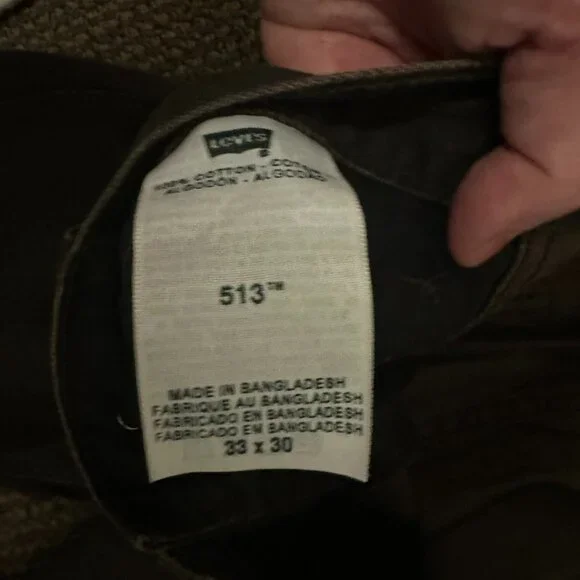 LEVI'S
®
100% COTTON - COTON
ALGODÓN - ALGODÃO
513™
MADE IN BANGLADESH
FABRIQUE AU BANGLADESH
FABRICADO EN BANGLADESH
FABRICADO EM BANGLADESH
33 x 30